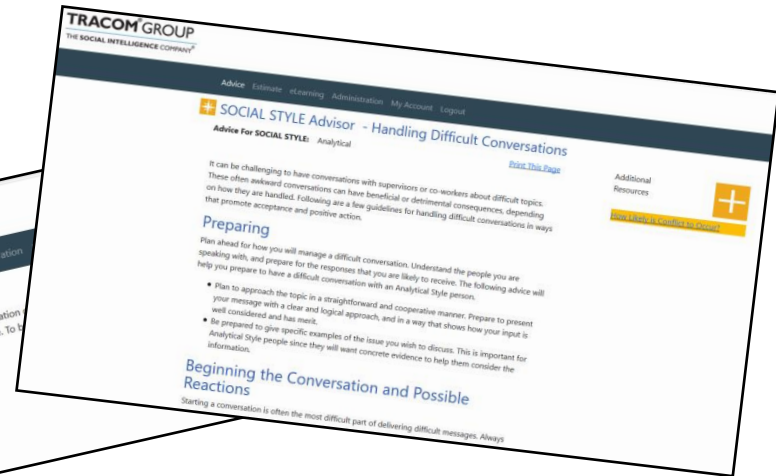 TRACOM® GROUP
THE SOCIAL INTELLIGENCE COMPANY®
Advice Estimate eLearning Administration My Account Logout
SOCIAL STYLE Advisor - Handling Difficult Conversations
Advice For SOCIAL STYLE: Analytical
Print This Page
Additional
Resources
How Likely is Conflict to Occur?
It can be challenging to have conversations with supervisors or co-workers about difficult topics.
These often awkward conversations can have beneficial or detrimental consequences, depending
on how they are handled. Following are a few guidelines for handling difficult conversations in ways
that promote acceptance and positive action.
Preparing
Plan ahead for how you will manage a difficult conversation. Understand the people you are
speaking with, and prepare for the responses that you are likely to receive. The following advice will
help you prepare to have a difficult conversation with an Analytical Style person.
• Plan to approach the topic in a straightforward and cooperative manner. Prepare to present
your message with a clear and logical approach, and in a way that shows how your input is
well considered and has merit.
• Be prepared to give specific examples of the issue you wish to discuss. This is important for
Analytical Style people since they will want concrete evidence to help them consider the
information.
Beginning the Conversation and Possible
Reactions
Starting a conversation is often the most difficult part of delivering difficult messages. Always
. To b